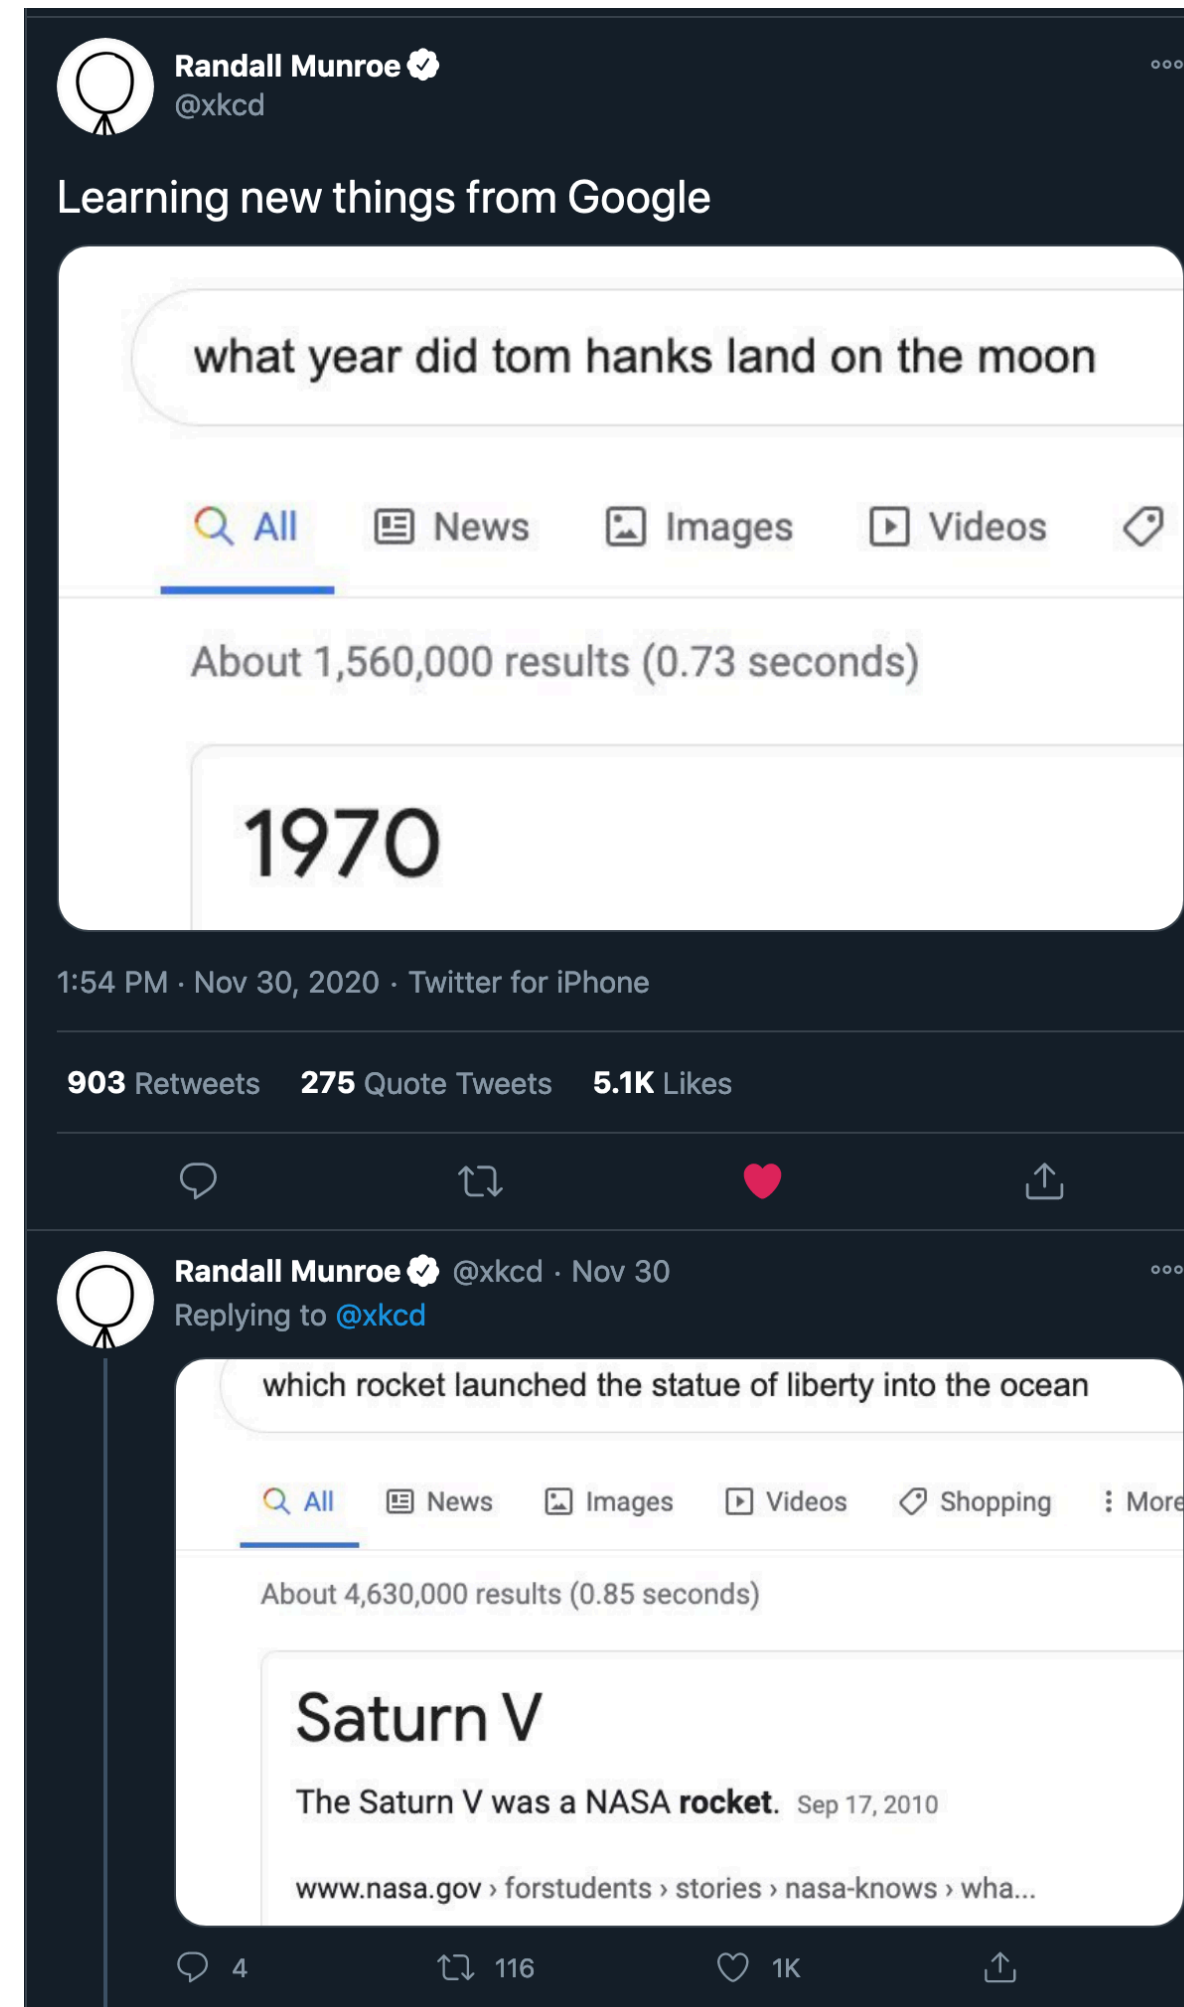 Randall Munroe
@xkcd
Learning new things from Google
what year did tom hanks land on the moon
All News Images Videos
About 1,560,000 results (0.73 seconds)
1970
1:54 PM · Nov 30, 2020 · Twitter for iPhone
903 Retweets 275 Quote Tweets 5.1K Likes
Randall Munroe @xkcd · Nov 30
Replying to @xkcd
which rocket launched the statue of liberty into the ocean
All News Images Videos Shopping More
About 4,630,000 results (0.85 seconds)
Saturn V
The Saturn V was a NASA rocket. Sep 17, 2010
www.nasa.gov › forstudents › stories › nasa-knows › wha...
4 116 1K